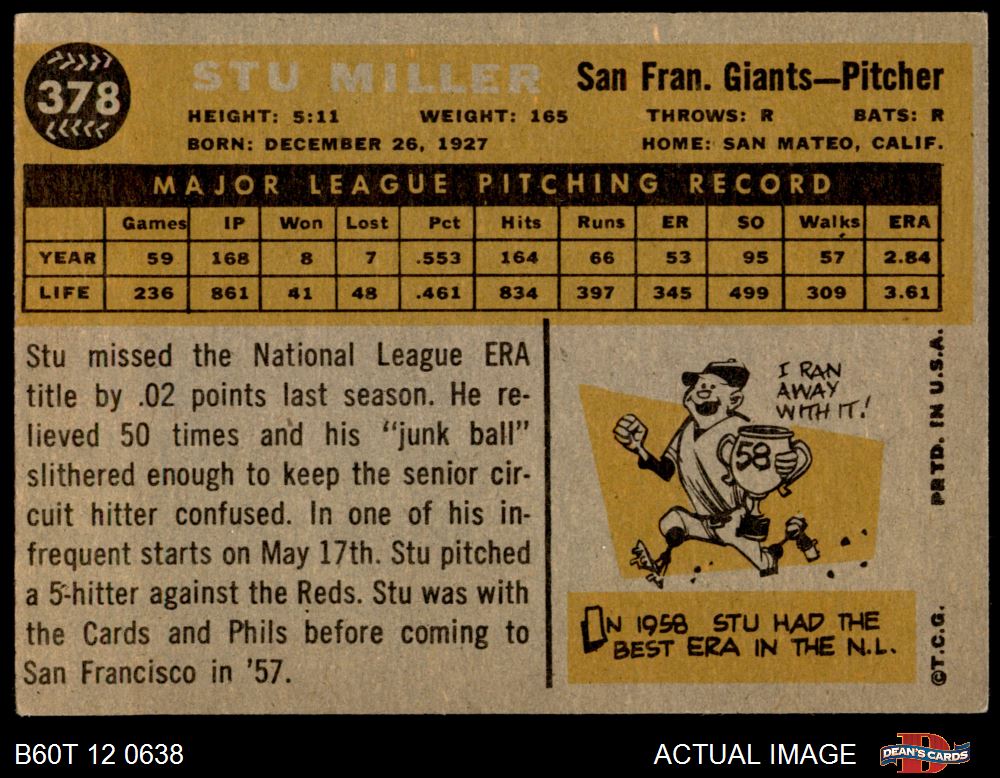 378
STU MILLER San Fran. Giants—Pitcher
HEIGHT: 5:11 WEIGHT: 165 THROWS: R BATS: R
BORN: DECEMBER 26, 1927 HOME: SAN MATEO, CALIF.
MAJOR LEAGUE PITCHING RECORD
Games IP Won Lost Pct Hits Runs ER SO Walks ERA
YEAR 59 168 8 7 .553 164 66 53 95 57 2.84
LIFE 236 861 41 48 .461 834 397 345 499 309 3.61
Stu missed the National League ERA
title by .02 points last season. He re-
lieved 50 times and his “junk ball”
slithered enough to keep the senior cir-
cuit hitter confused. In one of his in-
frequent starts on May 17th. Stu pitched
a 5-hitter against the Reds. Stu was with
the Cards and Phils before coming to
San Francisco in '57.
I RAN
AWAY
WITH IT!
58
IN 1958 STU HAD THE
BEST ERA IN THE N.L.
©T.C.G. PRTD. IN U.S.A.
B60T 12 0638 ACTUAL IMAGE
D
DEAN'S CARDS